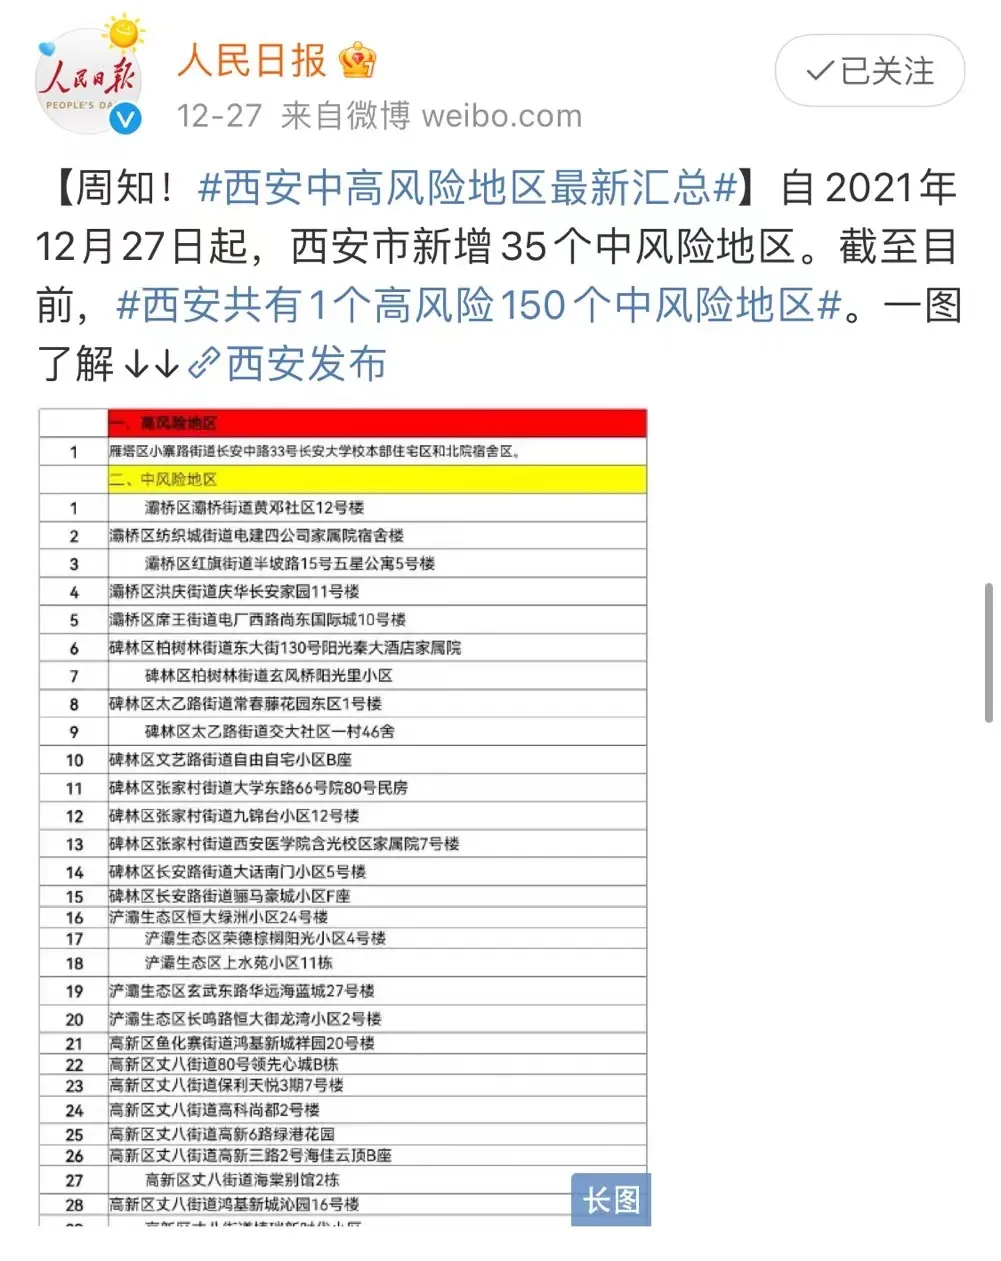 人民日报
PEOPLE'S DA
人民日报
已关注
12-27 来自微博 weibo.com
【周知！#西安中高风险地区最新汇总#】自2021年
12月27日起，西安市新增35个中风险地区。截至目
前，#西安共有1个高风险150个中风险地区#。一图
了解↓↓西安发布
一、高风险地区
1 雁塔区小寨路街道长安中路33号长安大学校本部住宅区和北院宿舍区。
二、中风险地区
1 灞桥区灞桥街道黄邓社区12号楼
2 灞桥区纺织城街道电建四公司家属院宿舍楼
3 灞桥区红旗街道半坡路15号五星公寓5号楼
4 灞桥区洪庆街道庆华长安家园11号楼
5 灞桥区席王街道电厂西路尚东国际城10号楼
6 碑林区柏树林街道东大街130号阳光秦大酒店家属院
7 碑林区柏树林街道玄风桥阳光里小区
8 碑林区太乙路街道常春藤花园东区1号楼
9 碑林区太乙路街道交大社区一村46舍
10 碑林区文艺路街道自由自宅小区B座
11 碑林区张家村街道大学东路66号院80号民房
12 碑林区张家村街道九锦台小区12号楼
13 碑林区张家村街道西安医学院含光校区家属院7号楼
14 碑林区长安路街道大话南门小区5号楼
15 碑林区长安路街道骊马豪城小区F座
16 浐灞生态区恒大绿洲小区24号楼
17 浐灞生态区荣德棕榈阳光小区4号楼
18 浐灞生态区上水苑小区11栋
19 浐灞生态区玄武东路华远海蓝城27号楼
20 浐灞生态区长鸣路恒大御龙湾小区2号楼
21 高新区鱼化寨街道鸿基新城祥园20号楼
22 高新区丈八街道80号领先心城B栋
23 高新区丈八街道保利天悦3期7号楼
24 高新区丈八街道高科尚都2号楼
25 高新区丈八街道高新6路绿港花园
26 高新区丈八街道高新三路2号海佳云顶B座
27 高新区丈八街道海棠别馆2栋
28 高新区丈八街道鸿基新城沁园16号楼
长图